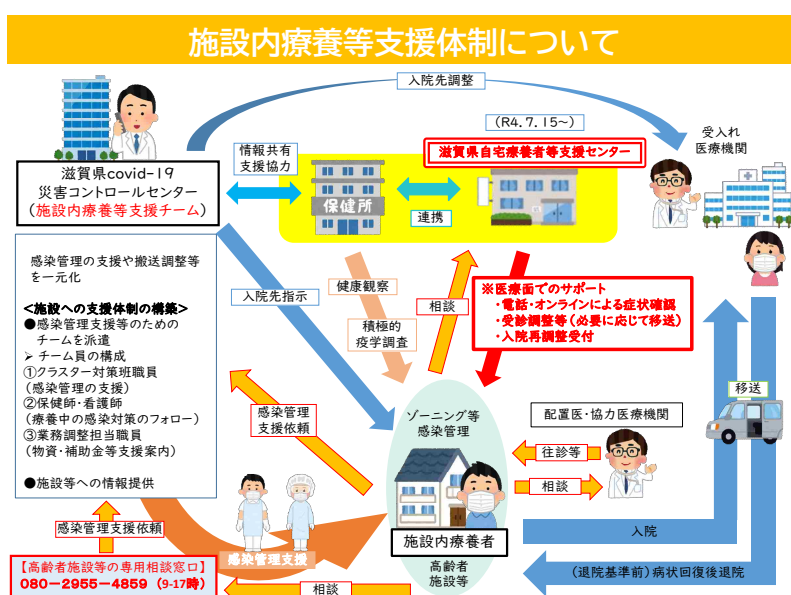 施設内療養等支援体制について
入院先調整
(R4.7.15~)
受入れ
医療機関
情報共有
支援協力
滋賀県自宅療養者等支援センター
滋賀県covid-19
災害コントロールセンター
(施設内療養等支援チーム)
保健所
連携
感染管理の支援や搬送調整等
を一元化
<施設への支援体制の構築>
●感染管理支援等のための
チームを派遣
➢ チーム員の構成
①クラスター対策班職員
(感染管理の支援)
②保健師・看護師
(療養中の感染対策のフォロー)
③業務調整担当職員
(物資・補助金等支援案内)
●施設等への情報提供
入院先指示
健康観察
積極的
疫学調査
相談
※医療面でのサポート
・電話・オンラインによる症状確認
・受診調整等(必要に応じて移送)
・入院再調整受付
移送
感染管理
支援依頼
ゾーニング等
感染管理
配置医・協力医療機関
往診等
相談
感染管理支援依頼
感染管理支援
施設内療養者
高齢者
施設等
入院
(退院基準前)病状回復後退院
【高齢者施設等の専用相談窓口】
080-2955-4859 (9-17時)
相談